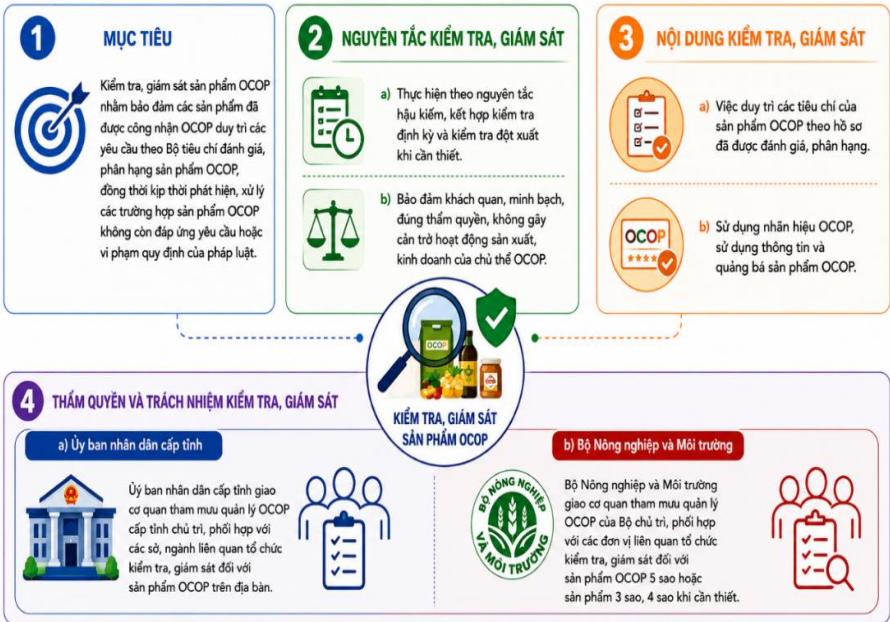 1 MỤC TIÊU
Kiểm tra, giám sát sản phẩm OCOP
nhằm bảo đảm các sản phẩm đã
được công nhận OCOP duy trì các
yêu cầu theo Bộ tiêu chí đánh giá,
phân hạng sản phẩm OCOP,
đồng thời kịp thời phát hiện, xử lý
các trường hợp sản phẩm OCOP
không còn đáp ứng yêu cầu hoặc
vi phạm quy định của pháp luật.
2 NGUYÊN TẮC KIỂM TRA, GIÁM SÁT
a) Thực hiện theo nguyên tắc
hậu kiểm, kết hợp kiểm tra
định kỳ và kiểm tra đột xuất
khi cần thiết.
b) Bảo đảm khách quan, minh bạch,
đúng thẩm quyền, không gây
cản trở hoạt động sản xuất,
kinh doanh của chủ thể OCOP.
3 NỘI DUNG KIỂM TRA, GIÁM SÁT
a) Việc duy trì các tiêu chí của
sản phẩm OCOP theo hồ sơ
đã được đánh giá, phân hạng.
OCOP
b) Sử dụng nhãn hiệu OCOP,
sử dụng thông tin và
quảng bá sản phẩm OCOP.
OCOP
KIỂM TRA, GIÁM SÁT
SẢN PHẨM OCOP
4 THẨM QUYỀN VÀ TRÁCH NHIỆM KIỂM TRA, GIÁM SÁT
a) Ủy ban nhân dân cấp tỉnh
Ủy ban nhân dân cấp tỉnh giao
cơ quan tham mưu quản lý OCOP
cấp tỉnh chủ trì, phối hợp với
các sở, ngành liên quan tổ chức
kiểm tra, giám sát đối với
sản phẩm OCOP trên địa bàn.
b) Bộ Nông nghiệp và Môi trường
BỘ NÔNG NGHIỆP
VÀ MÔI TRƯỜNG
Bộ Nông nghiệp và Môi trường
giao cơ quan tham mưu quản lý
OCOP của Bộ chủ trì, phối hợp
với các đơn vị liên quan tổ chức
kiểm tra, giám sát đối với
sản phẩm OCOP 5 sao hoặc
sản phẩm 3 sao, 4 sao khi cần thiết.